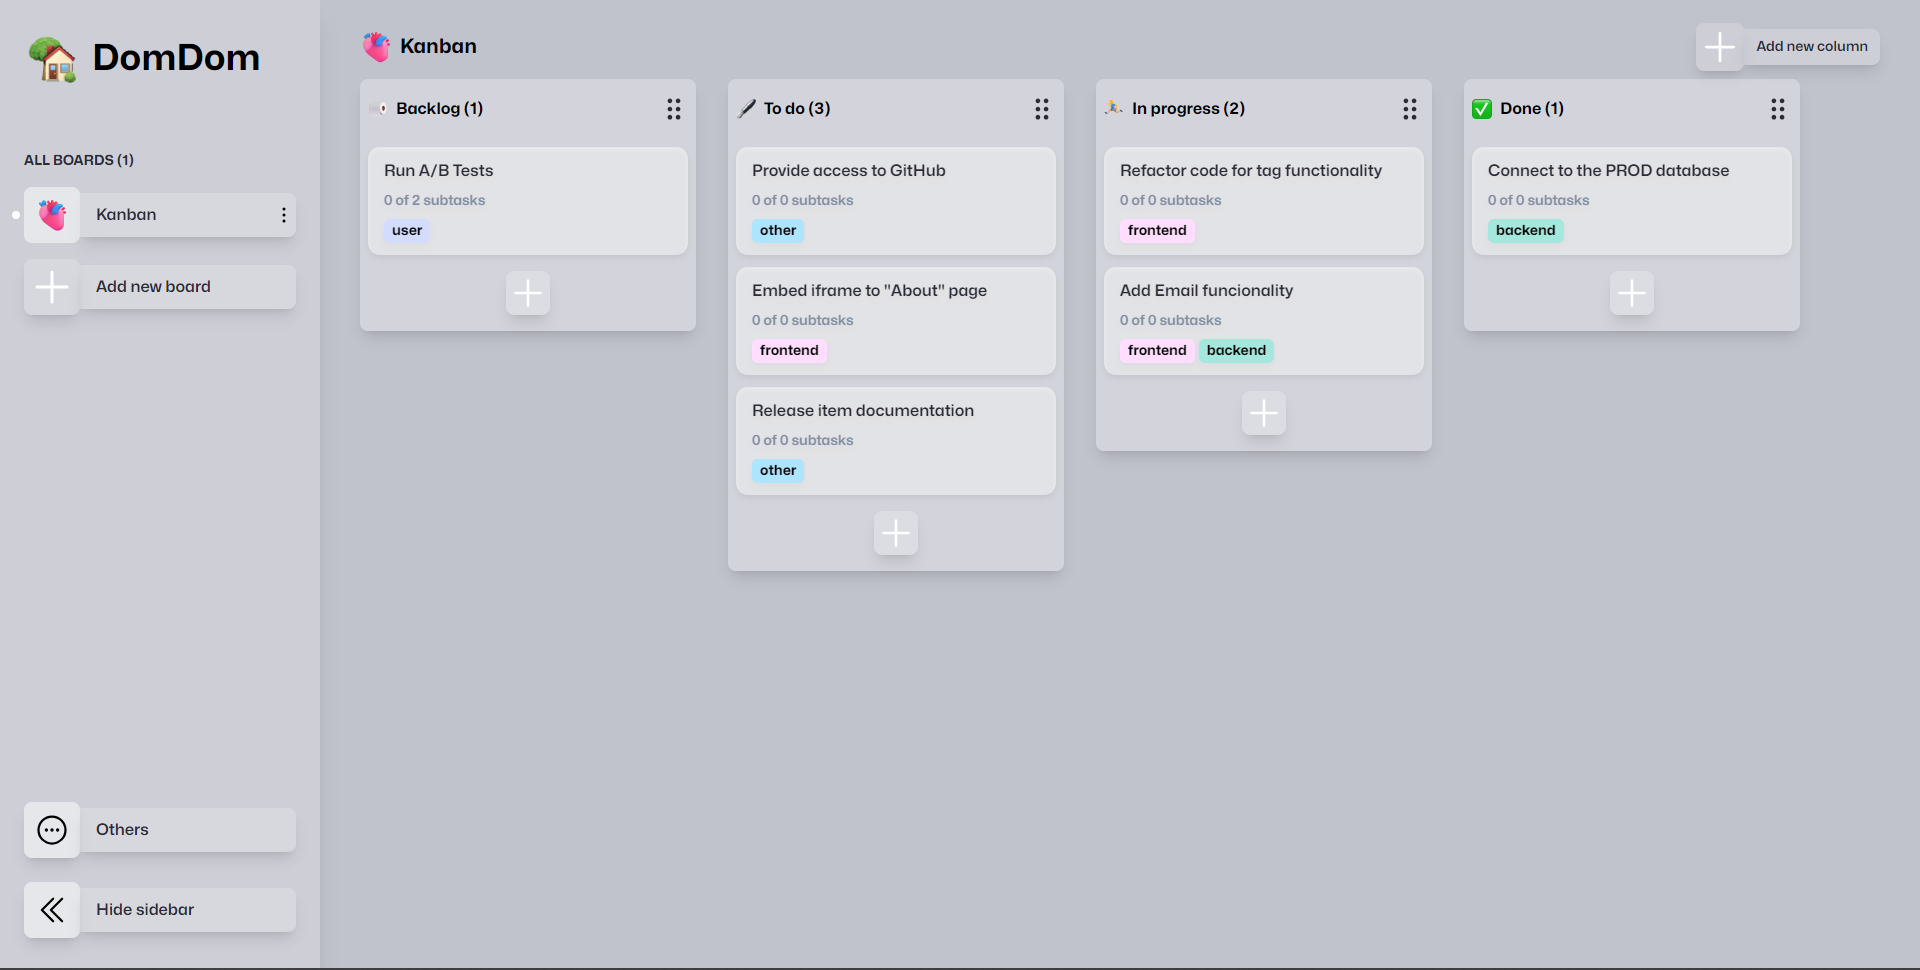 DomDom
ALL BOARDS (1)
Kanban
Add new board
Others
Hide sidebar
Kanban
Add new column
Backlog (1)
Run A/B Tests
0 of 2 subtasks
user
To do (3)
Provide access to GitHub
0 of 0 subtasks
other
Embed iframe to "About" page
0 of 0 subtasks
frontend
Release item documentation
0 of 0 subtasks
other
In progress (2)
Refactor code for tag functionality
0 of 0 subtasks
frontend
Add Email funcionality
0 of 0 subtasks
frontend backend
Done (1)
Connect to the PROD database
0 of 0 subtasks
backend